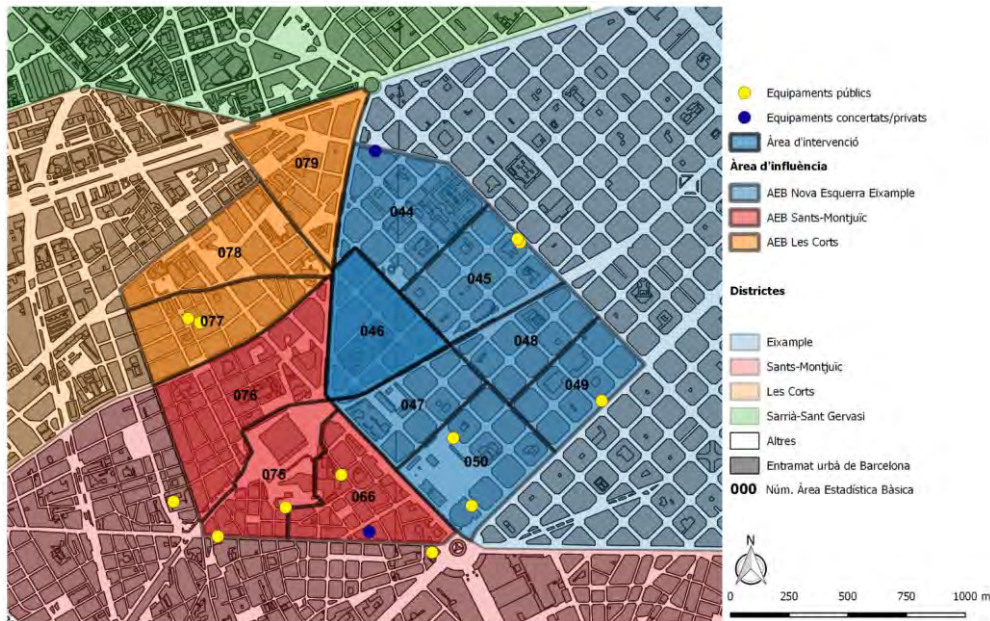 079
044
078
045
077
046
048
076
049
047
050
075
066
Equipaments públics
Equipaments concertats/privats
Àrea d'intervenció
Àrea d'influència
AEB Nova Esquerra Eixample
AEB Sants-Montjuïc
AEB Les Corts
Districtes
Eixample
Sants-Montjuïc
Les Corts
Sarrià-Sant Gervasi
Altres
Entramat urbà de Barcelona
000 Núm. Àrea Estadística Bàsica
N
0 250 500 750 1000 m